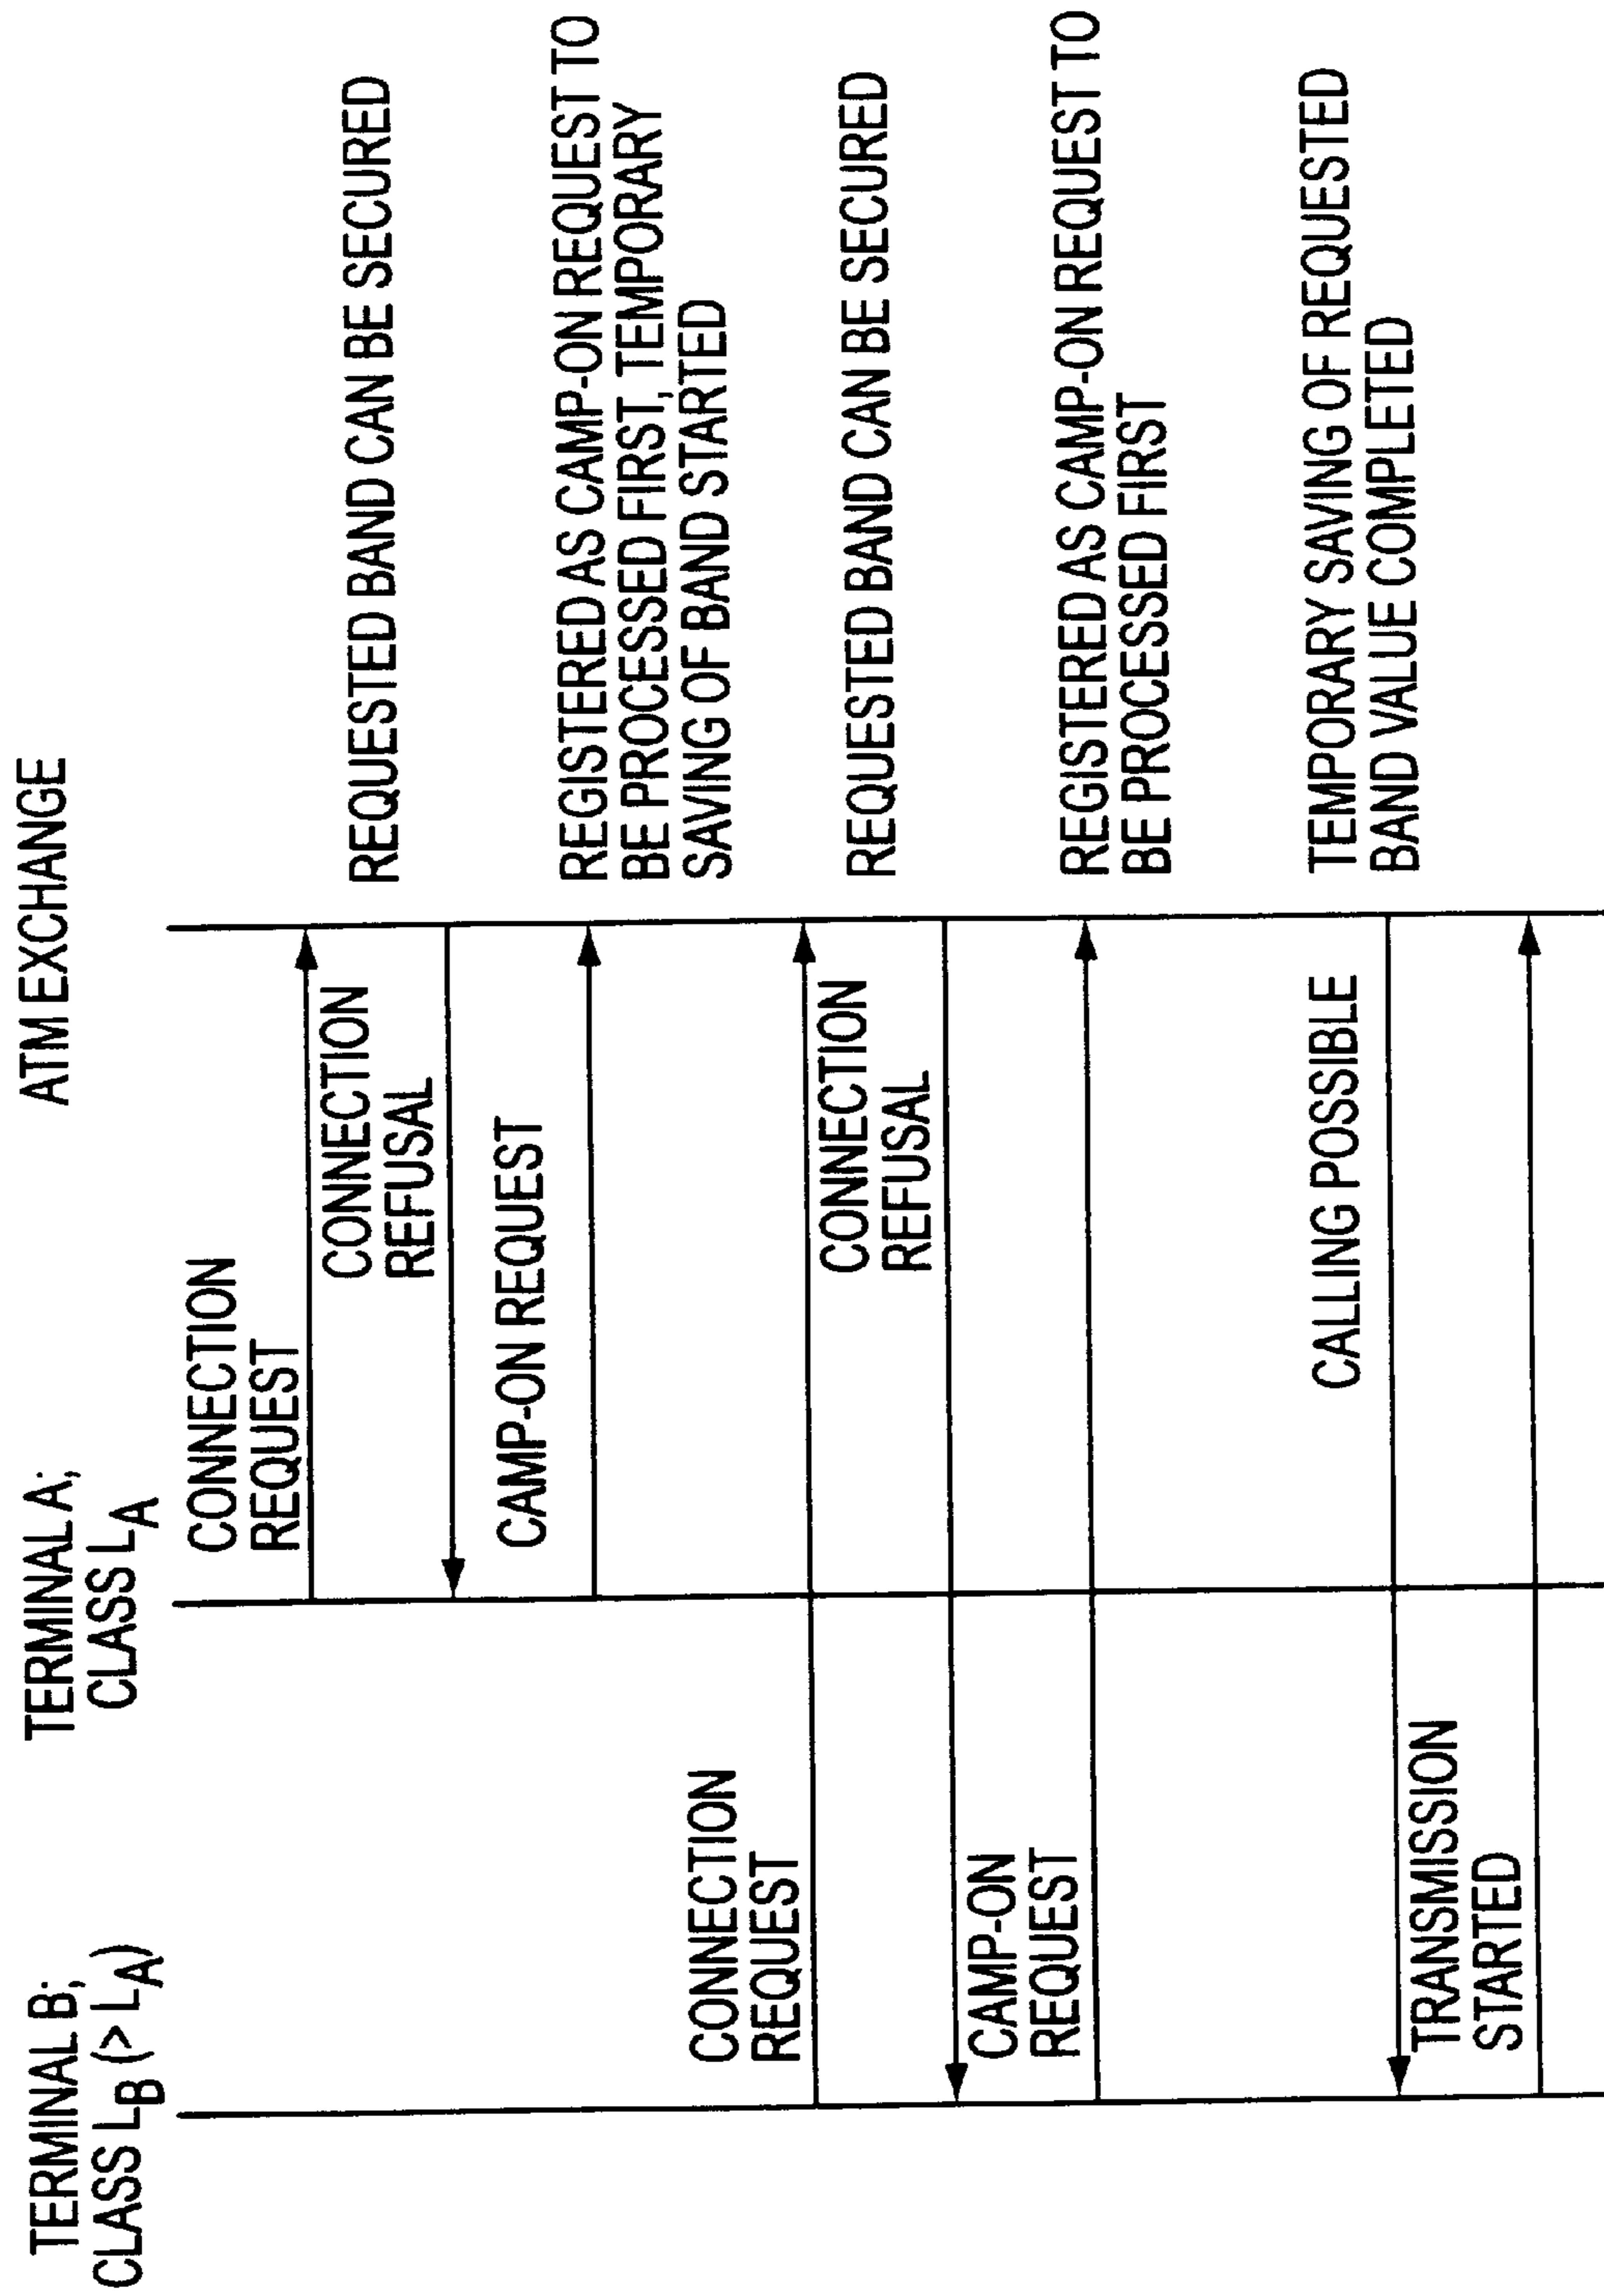 TERMINAL B;
CLASS LB (> LA)
TERMINAL A;
CLASS LA
ATM EXCHANGE
CONNECTION
REQUEST
REQUESTED BAND CAN BE SECURED
CONNECTION
REFUSAL
CAMP-ON REQUEST
REGISTERED AS CAMP-ON REQUEST TO
BE PROCESSED FIRST, TEMPORARY
SAVING OF BAND STARTED
CONNECTION
REQUEST
REQUESTED BAND CAN BE SECURED
CONNECTION
REFUSAL
CAMP-ON
REQUEST
REGISTERED AS CAMP-ON REQUEST TO
BE PROCESSED FIRST
CALLING POSSIBLE
TEMPORARY SAVING OF REQUESTED
BAND VALUE COMPLETED
TRANSMISSION
STARTED